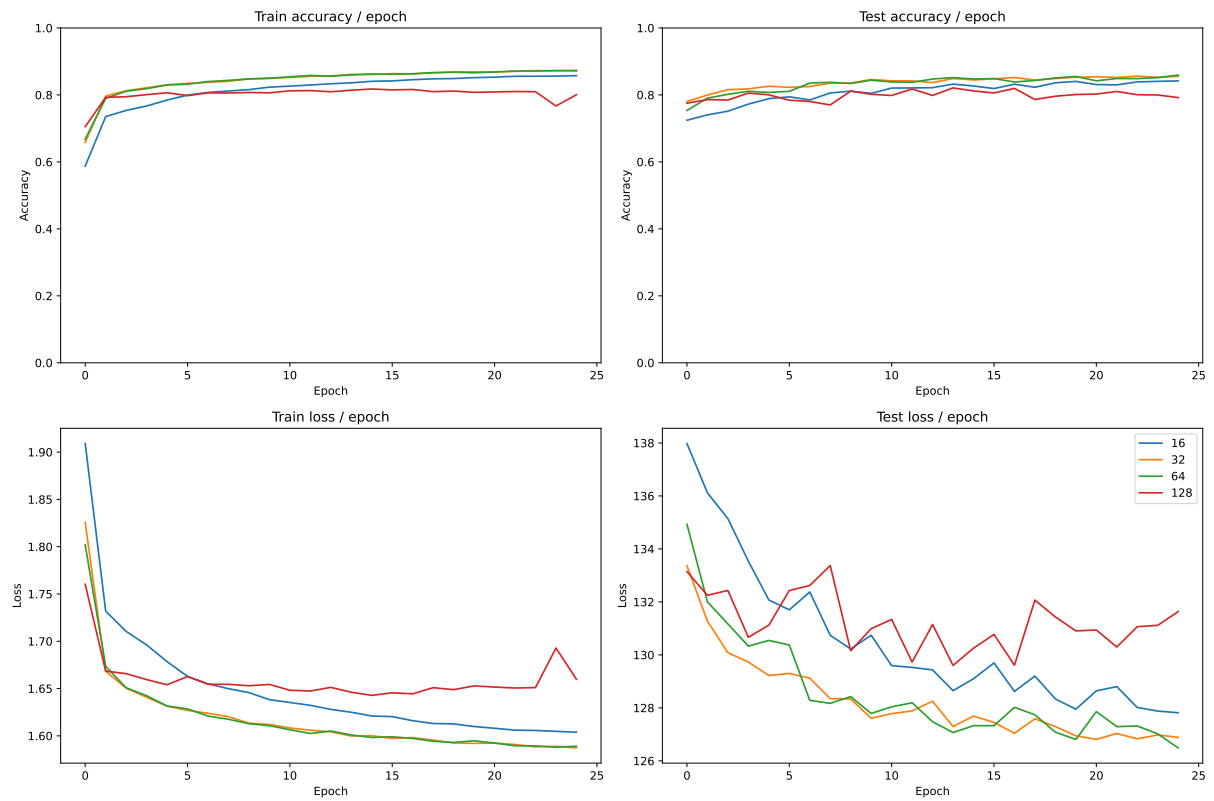 Train accuracy / epoch
1.0
0.8
0.6
0.4
0.2
0.0
Accuracy
0 5 10 15 20 25
Epoch
Test accuracy / epoch
1.0
0.8
0.6
0.4
0.2
0.0
Accuracy
0 5 10 15 20 25
Epoch
Train loss / epoch
1.90
1.85
1.80
1.75
1.70
1.65
1.60
Loss
0 5 10 15 20 25
Epoch
Test loss / epoch
138
136
134
132
130
128
126
Loss
16
32
64
128
0 5 10 15 20 25
Epoch